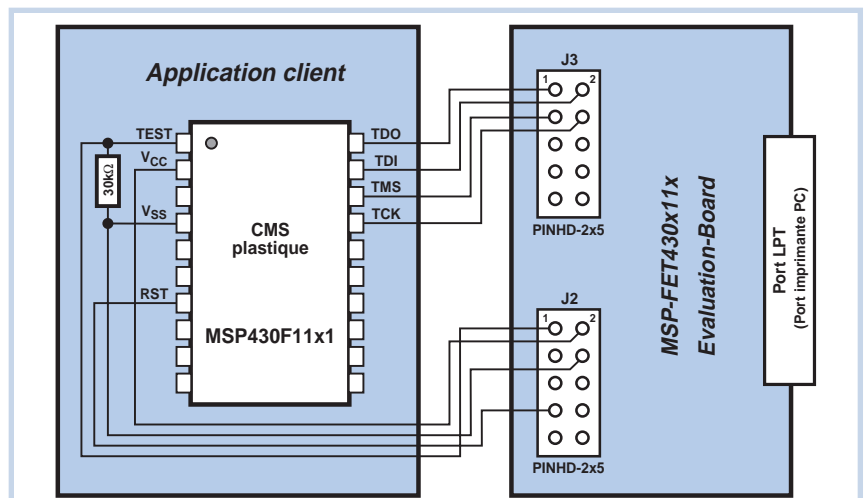 Application client
TEST
VCC
30kΩ
VSS
RST
TDO
TDI
TMS
TCK
CMS
plastique
MSP430F11x1
J3
1 2
PINHD-2x5
J2
1 2
PINHD-2x5
MSP-FET430x11x
Evaluation-Board
Port LPT
(Port imprimante PC)